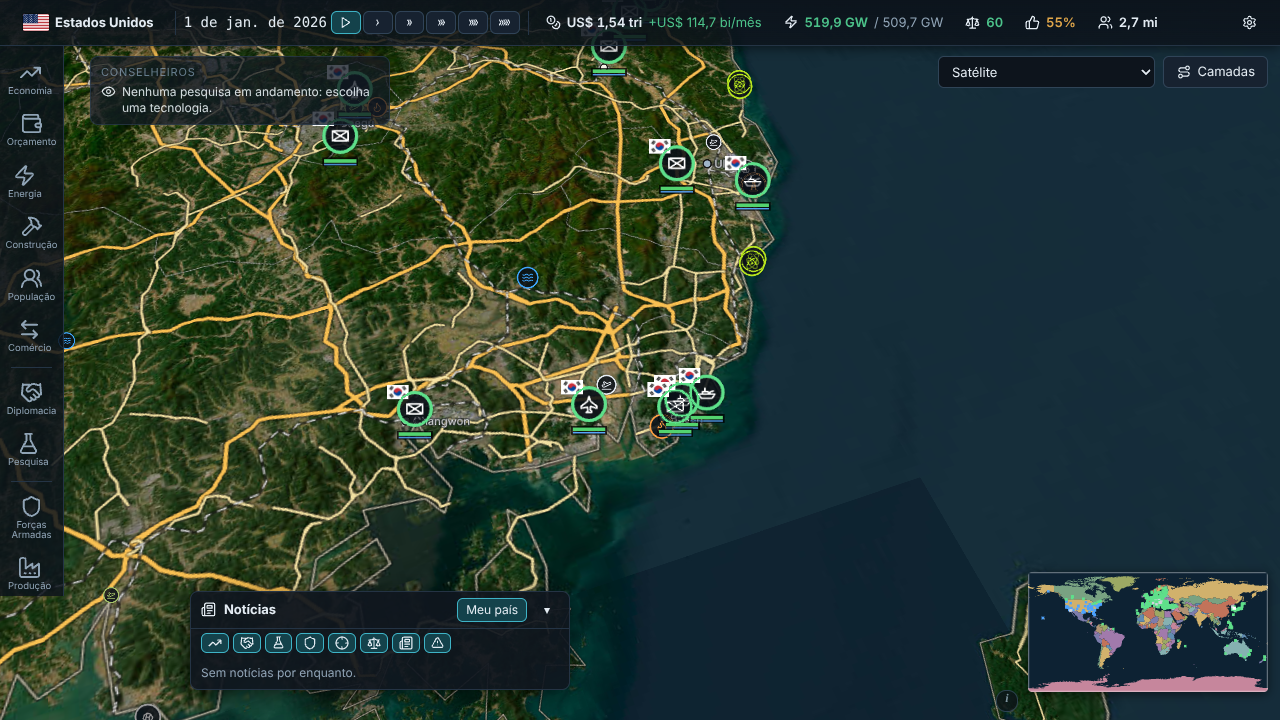 Estados Unidos
1 de jan. de 2026
US$ 1,54 tri +US$ 114,7 bi/mês
519,9 GW / 509,7 GW
60
55%
2,7 mi
Economia
Orçamento
Energia
Construção
População
Comércio
Diplomacia
Pesquisa
Forças
Armadas
Produção
CONSELHEIROS
Nenhuma pesquisa em andamento: escolha
uma tecnologia.
Satélite
Camadas
Notícias
Meu país
Sem notícias por enquanto.